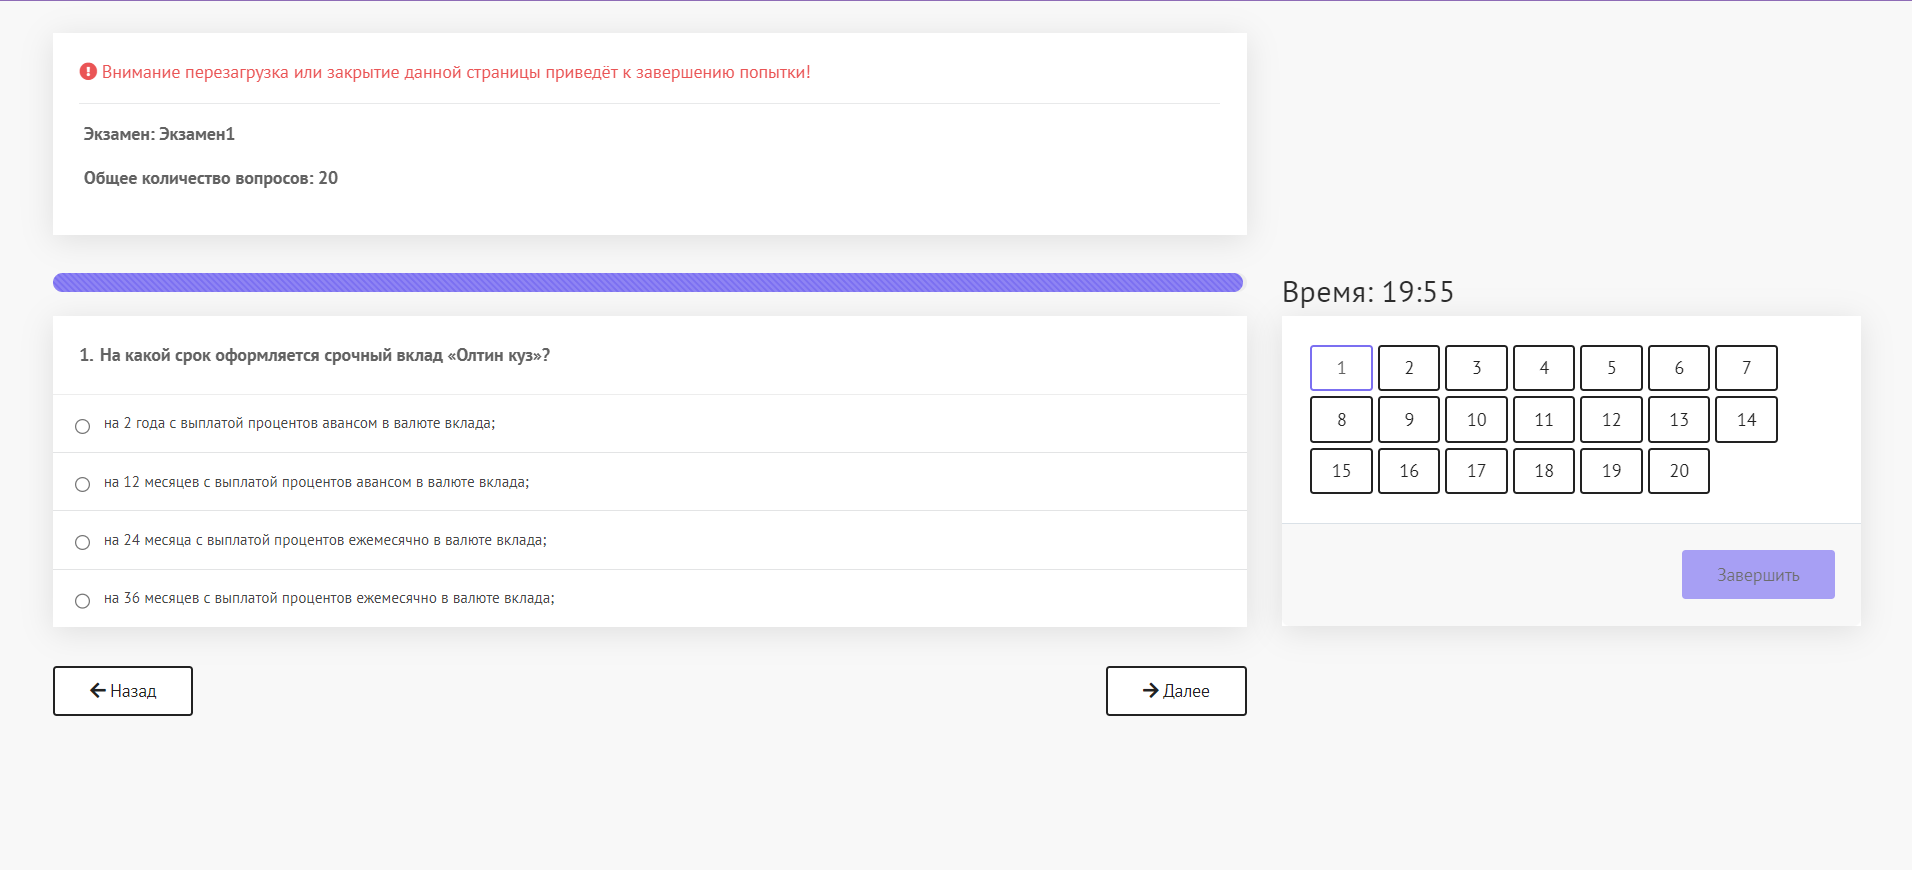 Внимание перезагрузка или закрытие данной страницы приведёт к завершению попытки!
Экзамен: Экзамен1
Общее количество вопросов: 20
Время: 19:55
1. На какой срок оформляется срочный вклад «Олтин куз»?
на 2 года с выплатой процентов авансом в валюте вклада;
на 12 месяцев с выплатой процентов авансом в валюте вклада;
на 24 месяца с выплатой процентов ежемесячно в валюте вклада;
на 36 месяцев с выплатой процентов ежемесячно в валюте вклада;
1 2 3 4 5 6 7
8 9 10 11 12 13 14
15 16 17 18 19 20
Завершить
Назад
Далее